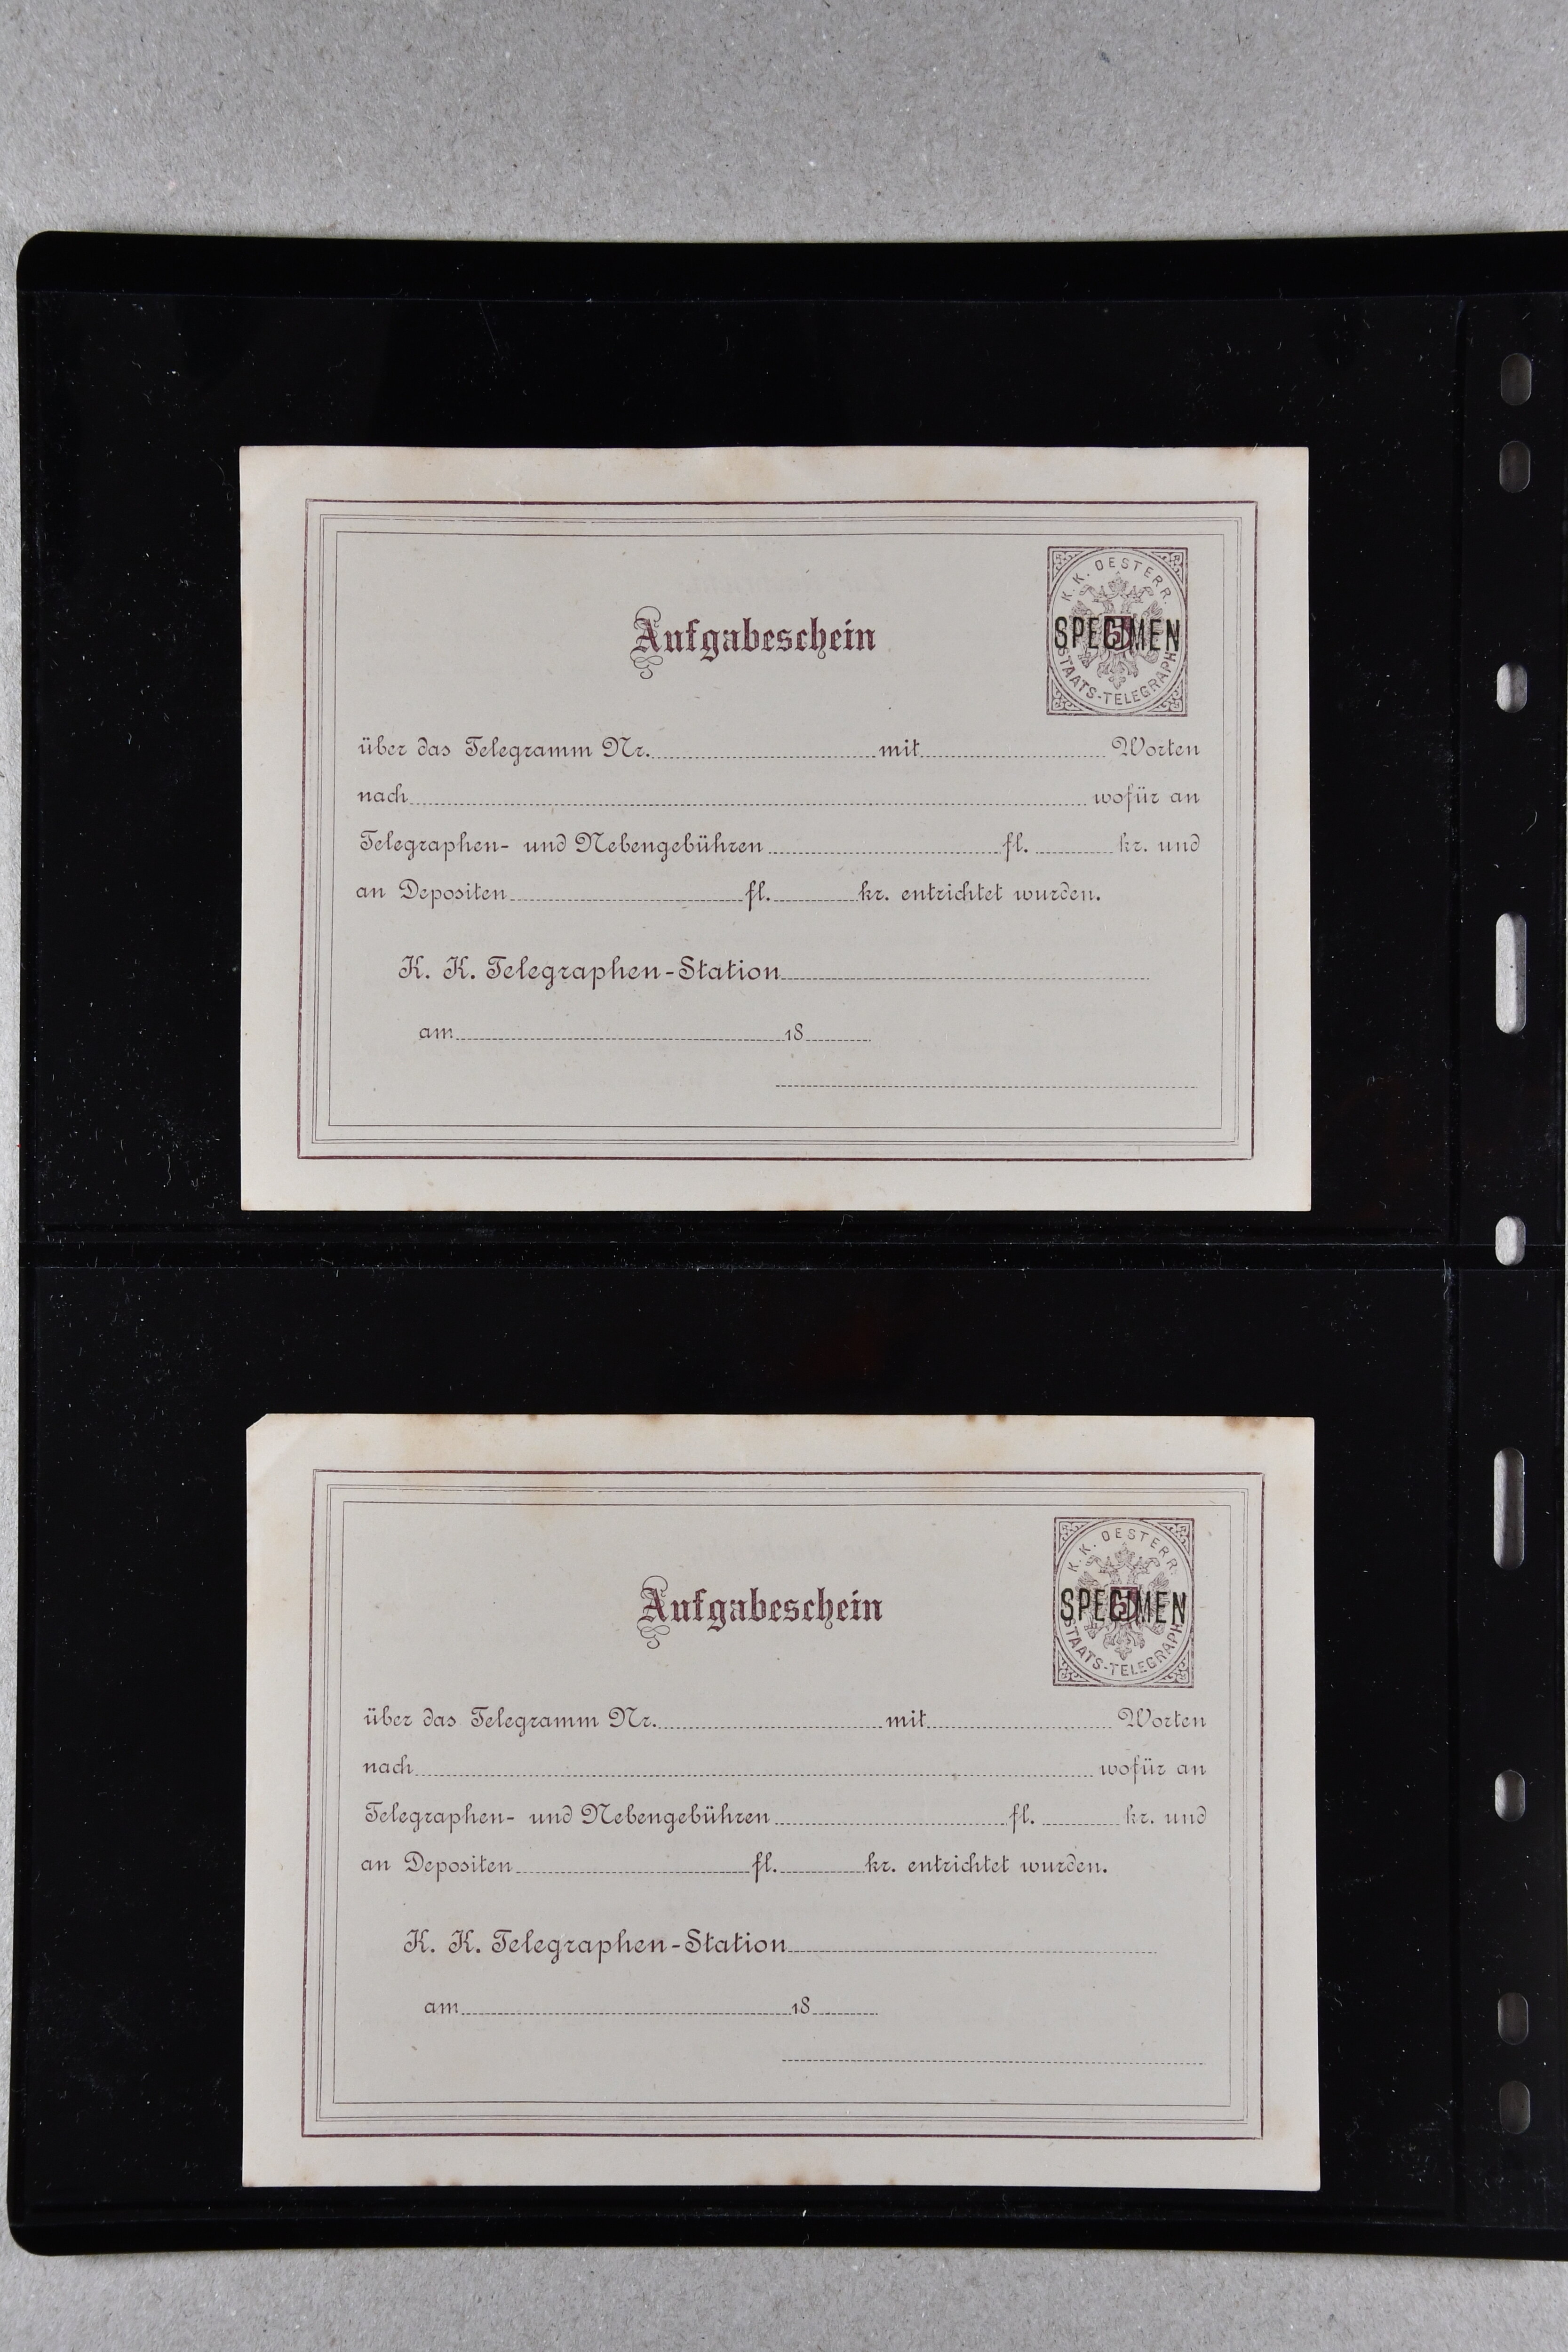 Aufgabeschein
K. K. OESTERR.
SPECIMEN
5
STAATS-TELEGRAPH
über das Telegramm Nr. mit Worten
nach wofür an
Telegraphen- und Nebengebühren fl. kr. und
an Depositen fl. kr. entrichtet wurden.
K. K. Telegraphen-Station
am 18
Aufgabeschein
K. K. OESTERR.
SPECIMEN
5
STAATS-TELEGRAPH
über das Telegramm Nr. mit Worten
nach wofür an
Telegraphen- und Nebengebühren fl. kr. und
an Depositen fl. kr. entrichtet wurden.
K. K. Telegraphen-Station
am 18